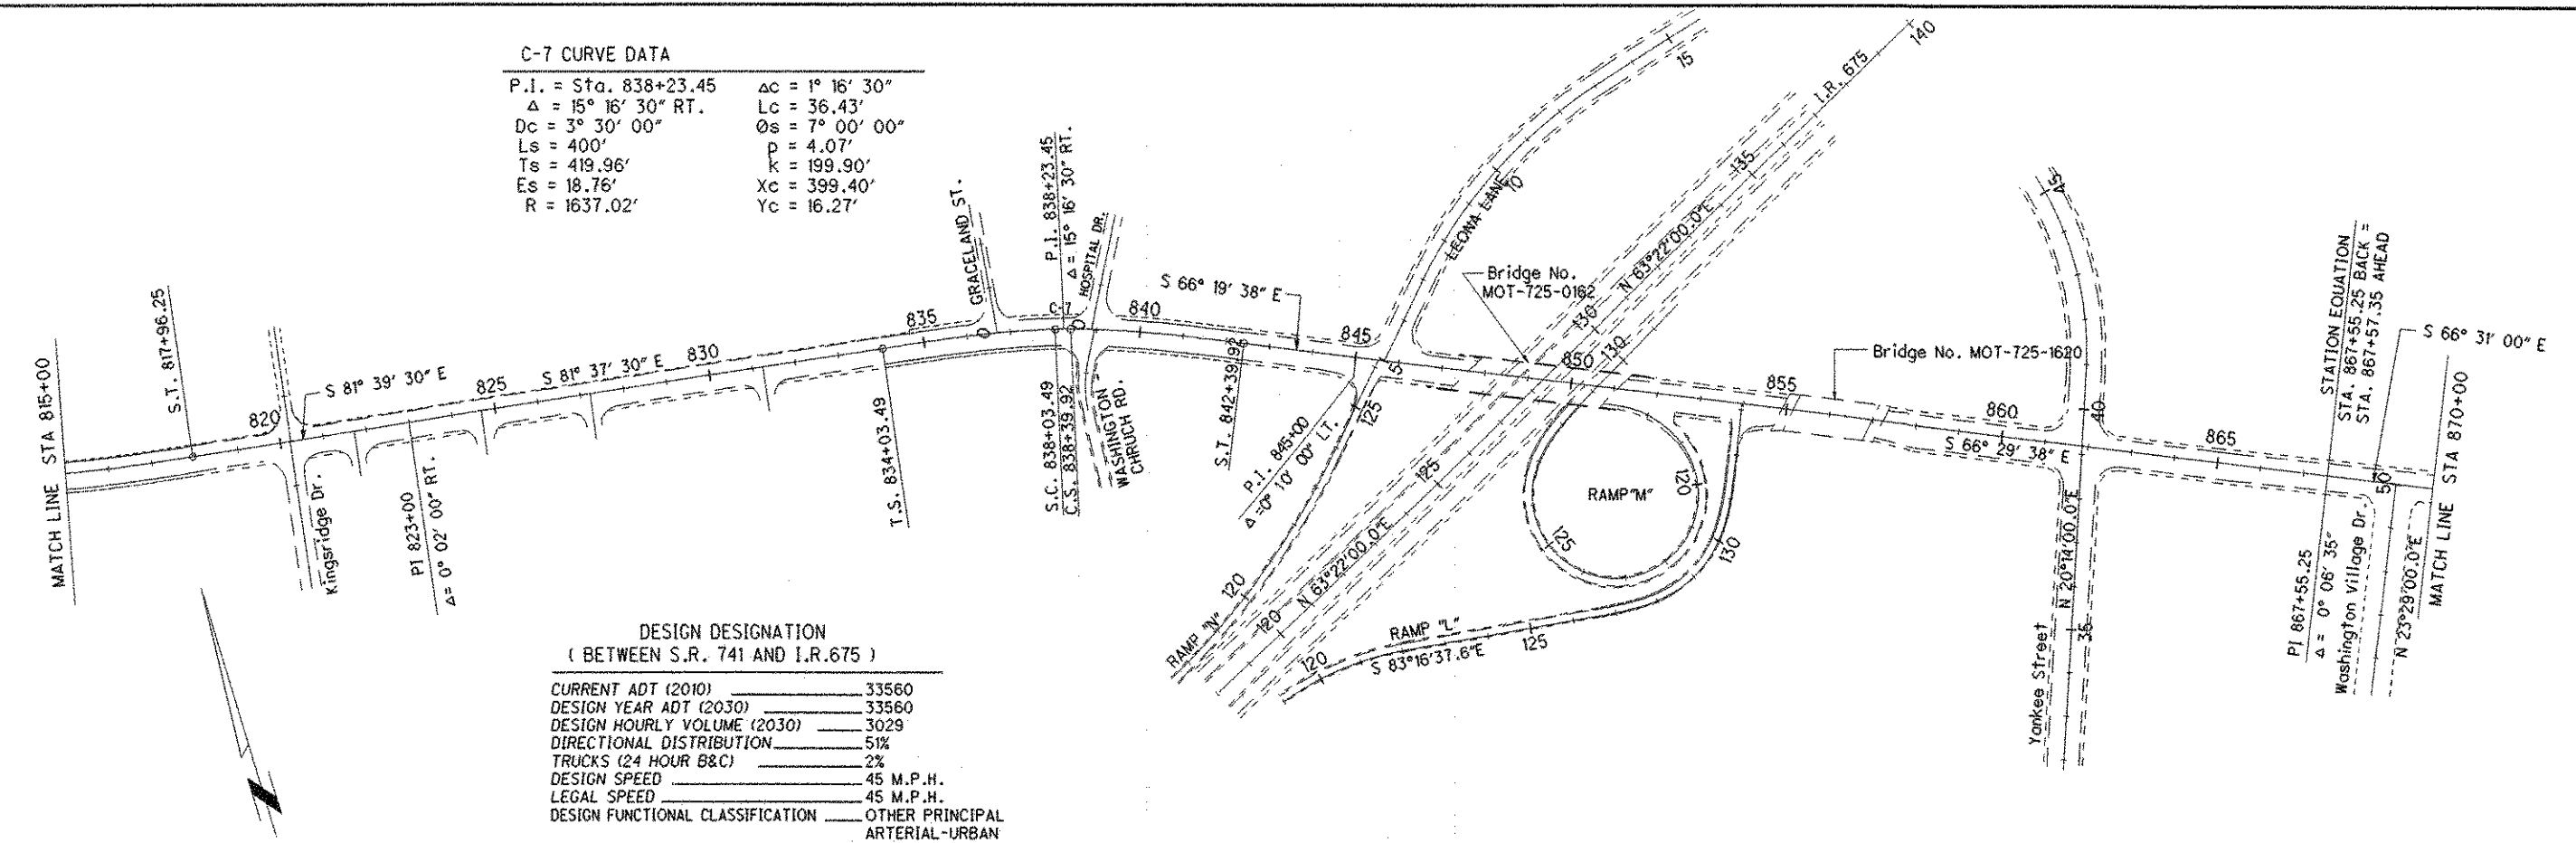 C-7 CURVE DATA
P.I. = Sta. 838+23.45
Δ = 15° 16' 30" RT.
Dc = 3° 30' 00"
Ls = 400'
Ts = 419.96'
Es = 18.76'
R = 1637.02'
Δc = 1° 16' 30"
Lc = 36.43'
Øs = 7° 00' 00"
p = 4.07'
k = 199.90'
Xc = 399.40'
Yc = 16.27'
MATCH LINE STA 815+00
S.T. 817+96.25
820
Kingsridge Dr.
S 81° 39' 30" E
PI 823+00
Δ= 0° 02' 00" RT.
825
S 81° 37' 30" E
830
T.S. 834+03.49
835
GRACELAND ST.
S.C. 838+03.49
C.S. 838+39.92
P.I. 838+23.45
Δ = 15° 16' 30" RT.
C-7
HOSPITAL DR.
WASHINGTON
CHRUCH RD.
840
S 66° 19' 38" E
S.T. 842+39.92
845
P.I. 845+00
Δ =0° 10' 00" LT.
LEONA LANE
5
10
15
Bridge No.
MOT-725-0162
I.R. 675
N 63°22'00.0"E
N 63°22'00.0"E
120
125
130
130
135
140
RAMP "N"
120
125
850
RAMP "M"
120
125
RAMP "L"
S 83°16'37.6"E
120
125
130
855
Bridge No. MOT-725-1620
860
S 66° 29' 38" E
Yankee Street
N 20°14'00.0"E
35
40
45
865
STATION EQUATION
STA. 867+55.25 BACK =
STA. 867+57.35 AHEAD
PI 867+55.25
Δ = 0° 06' 35"
Washington Village Dr.
N 23°29'00.0"E
50
S 66° 31' 00" E
MATCH LINE STA 870+00
N
DESIGN DESIGNATION
( BETWEEN S.R. 741 AND I.R.675 )
CURRENT ADT (2010) 33560
DESIGN YEAR ADT (2030) 33560
DESIGN HOURLY VOLUME (2030) 3029
DIRECTIONAL DISTRIBUTION 51%
TRUCKS (24 HOUR B&C) 2%
DESIGN SPEED 45 M.P.H.
LEGAL SPEED 45 M.P.H.
DESIGN FUNCTIONAL CLASSIFICATION OTHER PRINCIPAL
ARTERIAL-URBAN